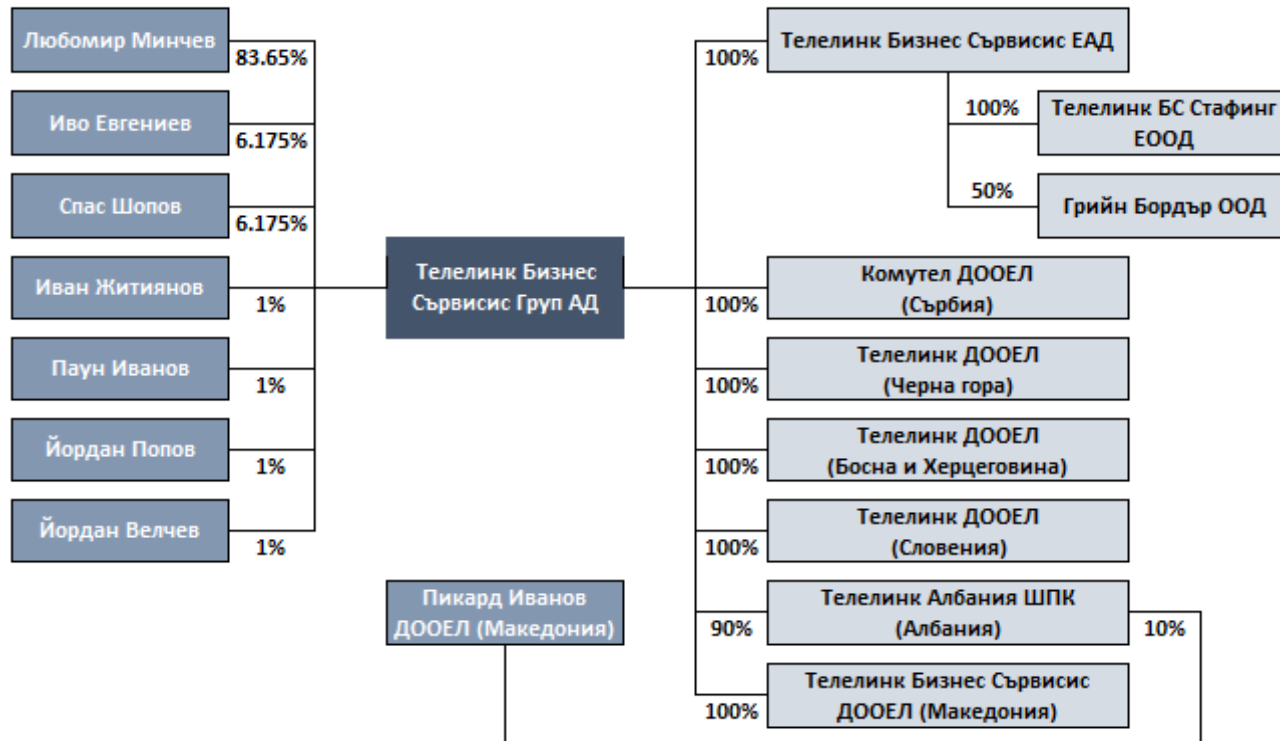 Любомир Минчев
83.65%
Иво Евгениев
6.175%
Спас Шопов
6.175%
Иван Житиянов
1%
Паун Иванов
1%
Йордан Попов
1%
Йордан Велчев
1%
Телелинк Бизнес
Сървисис Груп АД
Пикард Иванов
ДООЕЛ (Македония)
100%
Телелинк Бизнес Сървисис ЕАД
100%
Телелинк БС Стафинг
ЕООД
50%
Грийн Бордър ООД
100%
Комутел ДООЕЛ
(Сърбия)
100%
Телелинк ДООЕЛ
(Черна гора)
100%
Телелинк ДООЕЛ
(Босна и Херцеговина)
100%
Телелинк ДООЕЛ
(Словения)
90%
Телелинк Албания ШПК
(Албания)
10%
100%
Телелинк Бизнес Сървисис
ДООЕЛ (Македония)